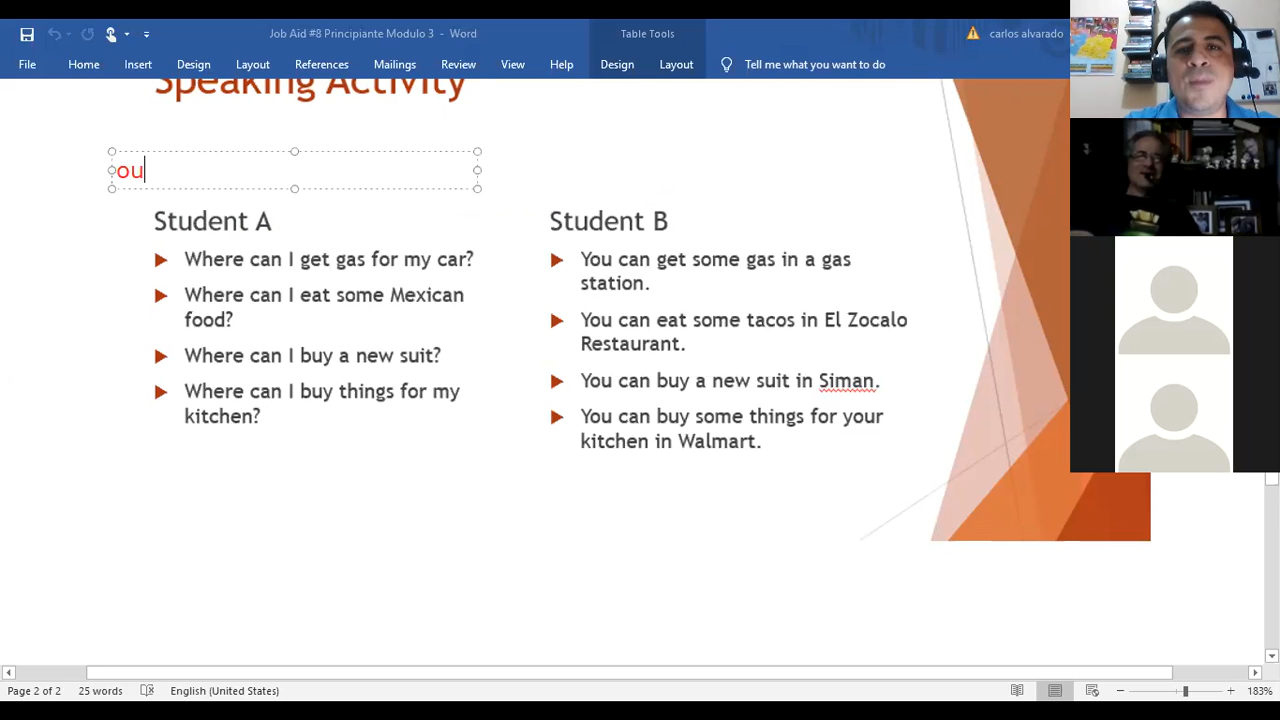 Job Aid #8 Principiante Modulo 3 - Word
Table Tools
carlos alvarado
File Home Insert Design Layout References Mailings Review View Help Design Layout Tell me what you want to do
Speaking Activity
ou
Student A
Where can I get gas for my car?
Where can I eat some Mexican
food?
Where can I buy a new suit?
Where can I buy things for my
kitchen?
Student B
You can get some gas in a gas
station.
You can eat some tacos in El Zocalo
Restaurant.
You can buy a new suit in Siman.
You can buy some things for your
kitchen in Walmart.
Page 2 of 2 25 words English (United States) 183%